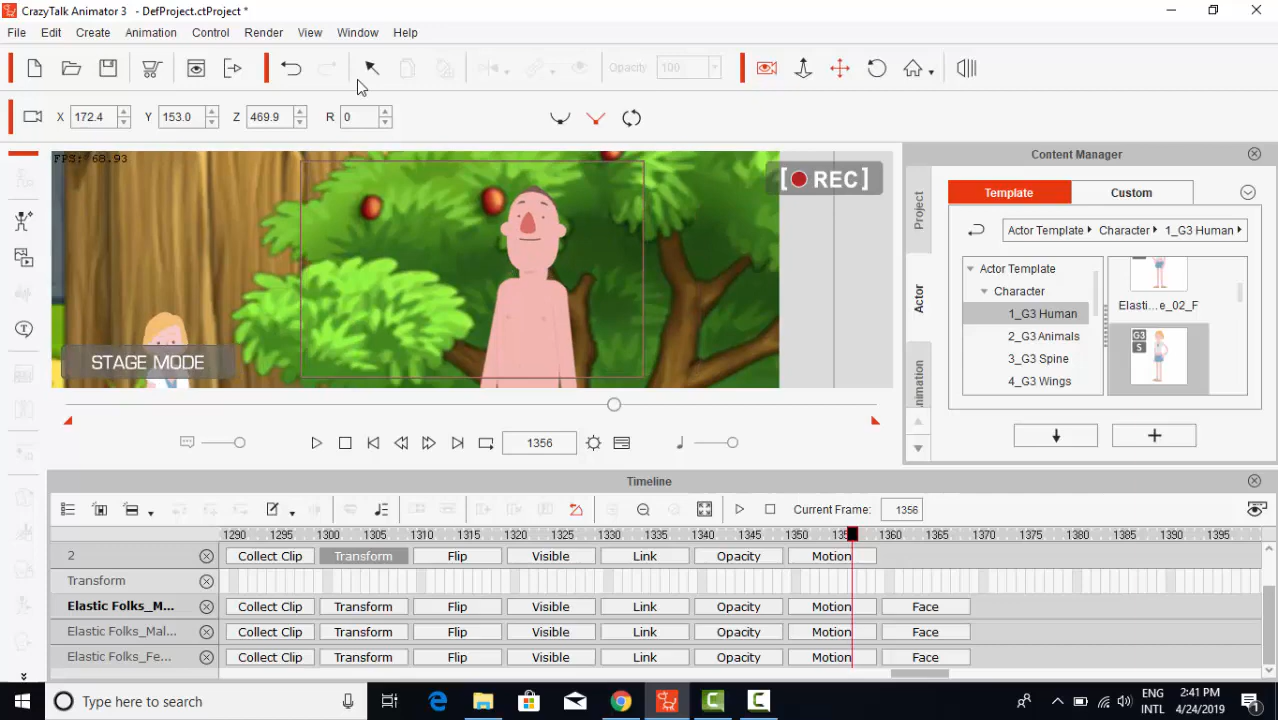 CrazyTalk Animator 3 - DefProject.ctProject *
File Edit Create Animation Control Render View Window Help
Opacity: 100
X 172.4 Y 153.0 Z 469.9 R 0
FPS: 68.93
[ REC ]
STAGE MODE
Content Manager
Template Custom
Project
Actor
Animation
Actor Template Character 1_G3 Human
Actor Template
Character
1_G3 Human
2_G3 Animals
3_G3 Spine
4_G3 Wings
Elasti...e_02_F
G3
S
1356
Timeline
Current Frame: 1356
1290 1295 1300 1305 1310 1315 1320 1325 1330 1335 1340 1345 1350 1360 1365 1370 1375 1380 1385 1390 1395
2 Collect Clip Transform Flip Visible Link Opacity Motion
Transform
Elastic Folks_M... Collect Clip Transform Flip Visible Link Opacity Motion Face
Elastic Folks_Mal... Collect Clip Transform Flip Visible Link Opacity Motion Face
Elastic Folks_Fe... Collect Clip Transform Flip Visible Link Opacity Motion Face
Type here to search
ENG
INTL
2:41 PM
4/24/2019
1